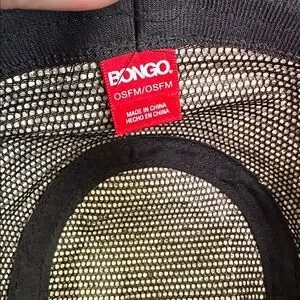 BONGO.
OSFM/OSFM
MADE IN CHINA
HECHO EN CHINA